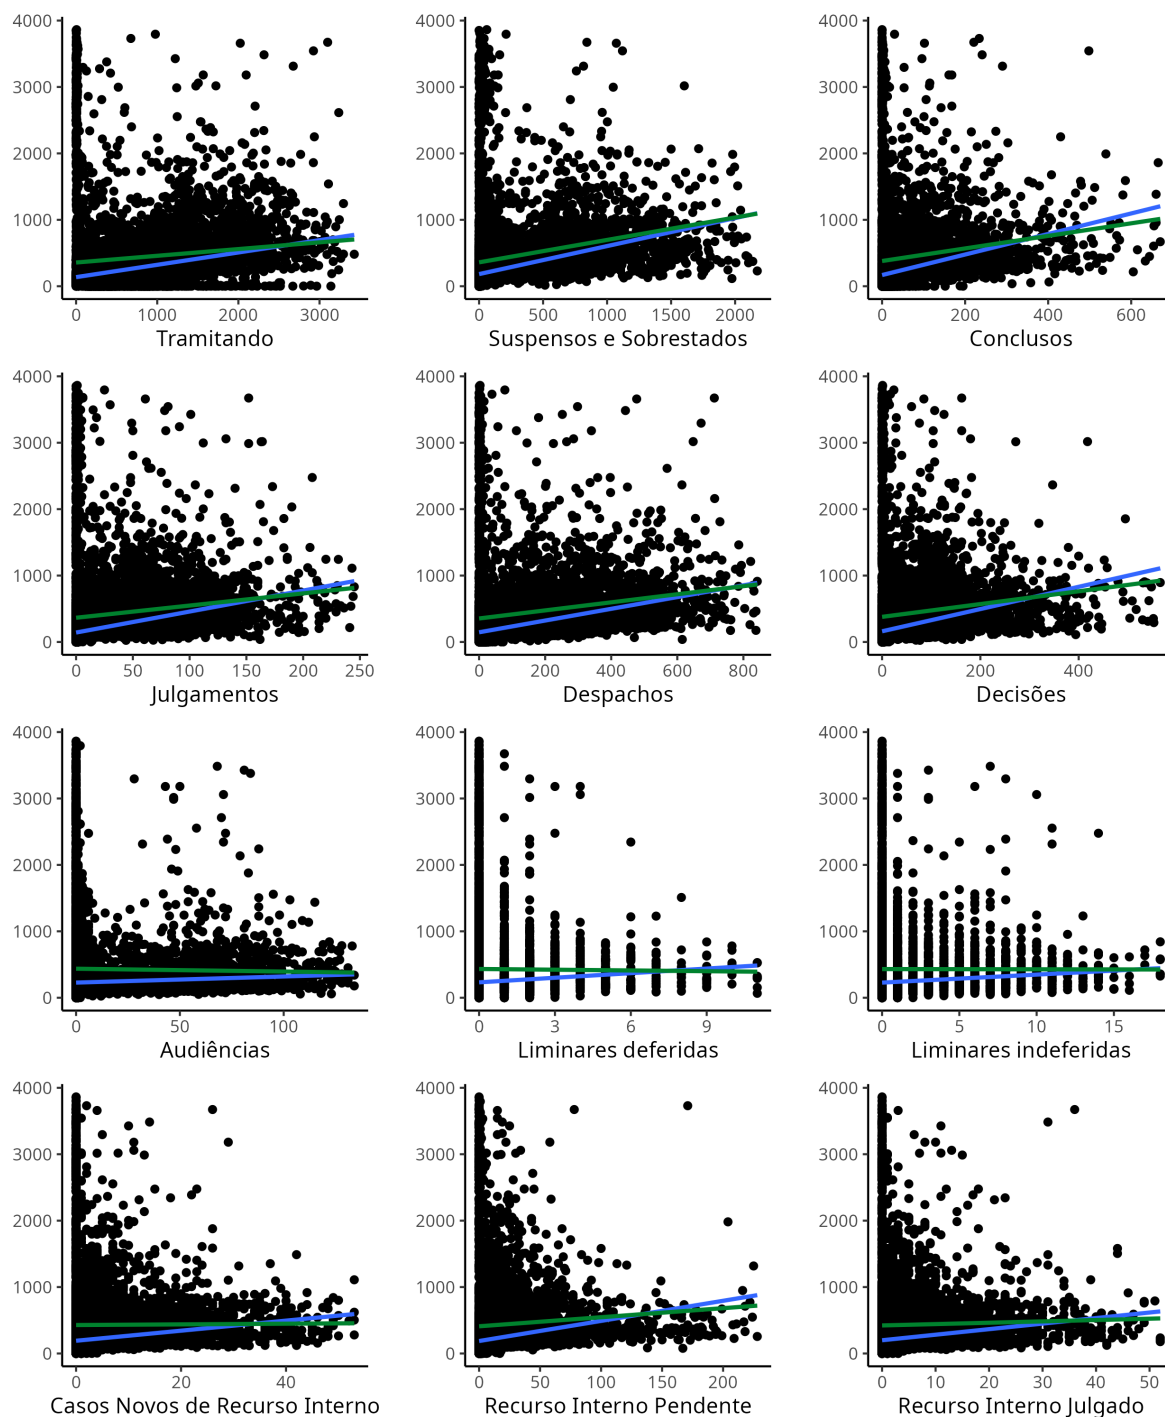 4000
3000
2000
1000
0
0 1000 2000 3000
Tramitando
4000
3000
2000
1000
0
0 500 1000 1500 2000
Suspensos e Sobrestados
4000
3000
2000
1000
0
0 200 400 600
Conclusos
4000
3000
2000
1000
0
0 50 100 150 200 250
Julgamentos
4000
3000
2000
1000
0
0 200 400 600 800
Despachos
4000
3000
2000
1000
0
0 200 400
Decisões
4000
3000
2000
1000
0
0 50 100
Audiências
4000
3000
2000
1000
0
0 3 6 9
Liminares deferidas
4000
3000
2000
1000
0
0 5 10 15
Liminares indeferidas
4000
3000
2000
1000
0
0 20 40
Casos Novos de Recurso Interno
4000
3000
2000
1000
0
0 50 100 150 200
Recurso Interno Pendente
4000
3000
2000
1000
0
0 10 20 30 40 50
Recurso Interno Julgado